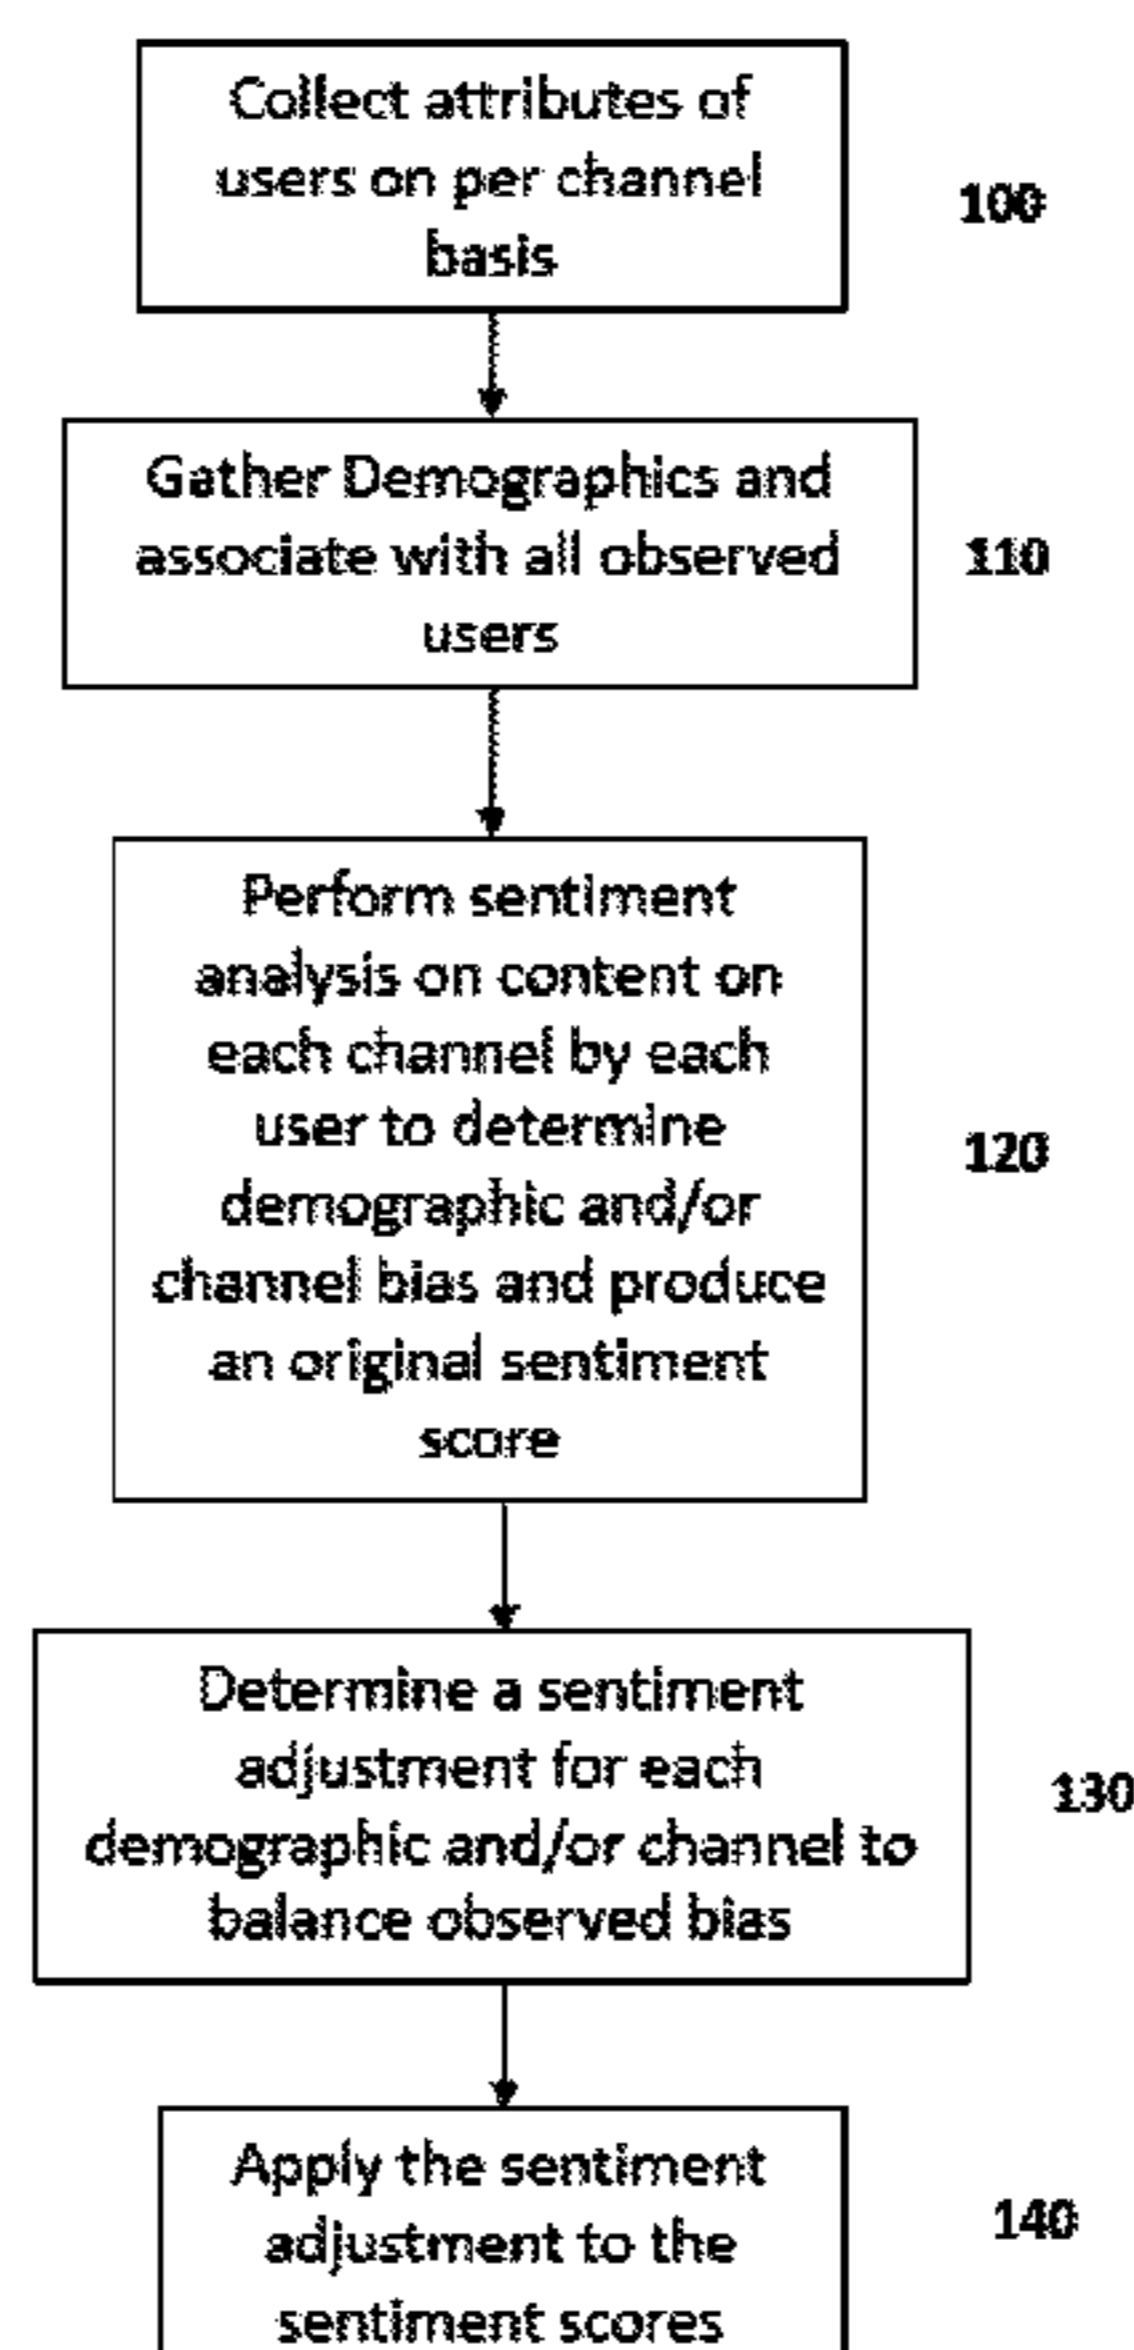 Collect attributes of
users on per channel
basis
100
Gather Demographics and
associate with all observed
users
110
Perform sentiment
analysis on content on
each channel by each
user to determine
demographic and/or
channel bias and produce
an original sentiment
score
120
Determine a sentiment
adjustment for each
demographic and/or channel to
balance observed bias
130
Apply the sentiment
adjustment to the
sentiment scores
140